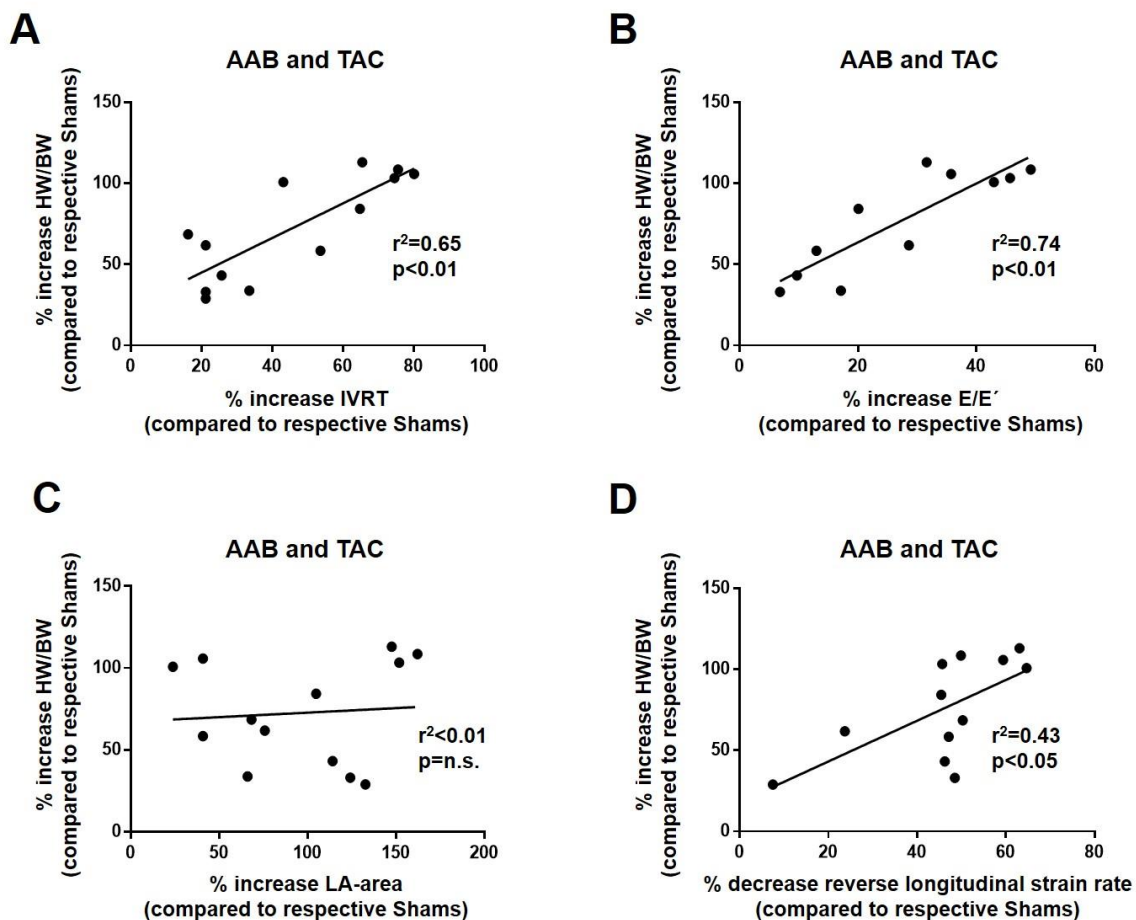 A
AAB and TAC
% increase HW/BW
(compared to respective Shams)
150
100
50
0
r²=0.65
p<0.01
0 20 40 60 80 100
% increase IVRT
(compared to respective Shams)
B
AAB and TAC
% increase HW/BW
(compared to respective Shams)
150
100
50
0
r²=0.74
p<0.01
0 20 40 60
% increase E/E´
(compared to respective Shams)
C
AAB and TAC
% increase HW/BW
(compared to respective Shams)
150
100
50
0
r²<0.01
p=n.s.
0 50 100 150 200
% increase LA-area
(compared to respective Shams)
D
AAB and TAC
% increase HW/BW
(compared to respective Shams)
150
100
50
0
r²=0.43
p<0.05
0 20 40 60 80
% decrease reverse longitudinal strain rate
(compared to respective Shams)